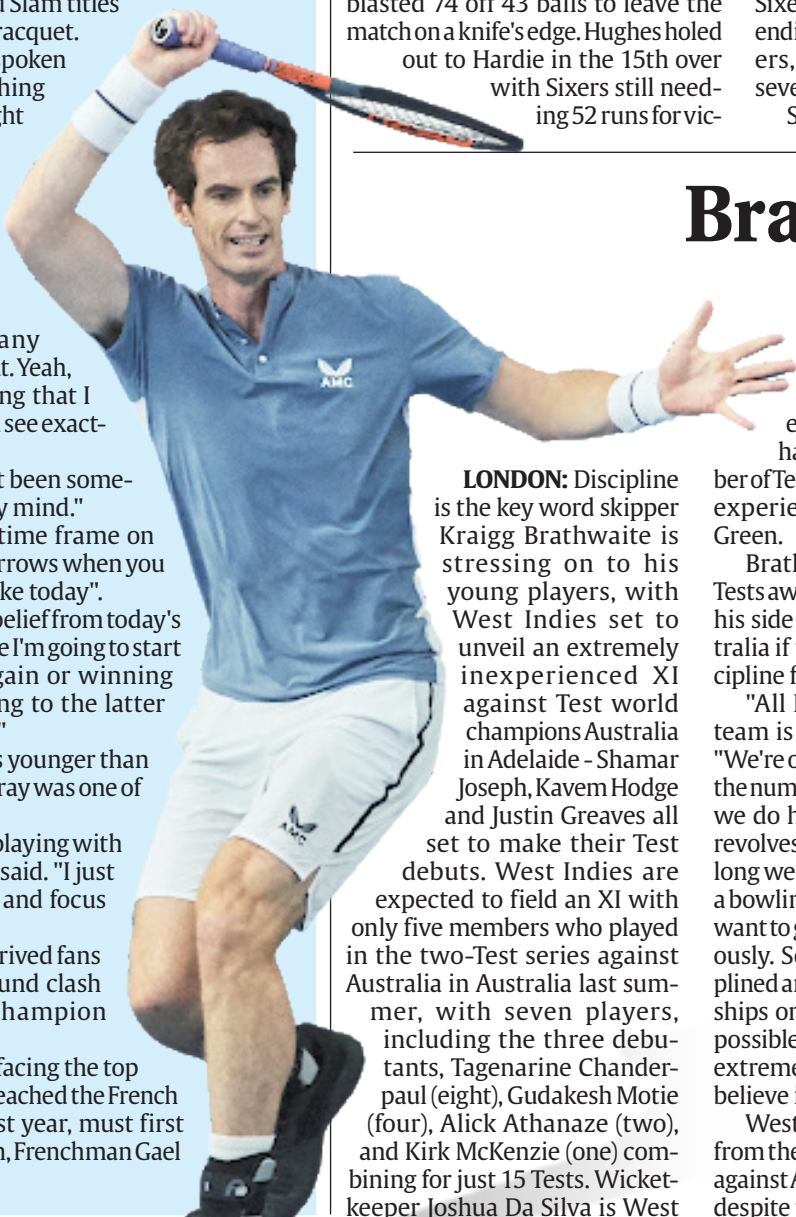 d Slam titles
racquet.
poken
hing
ght
any
t. Yeah,
ng that I
see exact-
t been some-
y mind."
time frame on
rrows when you
ke today".
belief from today's
e I'm going to start
gain or winning
ng to the latter
"
s younger than
ray was one of
playing with
said. "I just
and focus
rived fans
und clash
hampion
facing the top
eached the French
st year, must first
n, Frenchman Gael
AMC
AMC
blasted 74 off 43 balls to leave the
match on a knife's edge. Hughes holed
out to Hardie in the 15th over
with Sixers still need-
ing 52 runs for vic-
Sixe
endi
ers,
seve
S
Bra
LONDON: Discipline
is the key word skipper
Kraigg Brathwaite is
stressing on to his
young players, with
West Indies set to
unveil an extremely
inexperienced XI
against Test world
champions Australia
in Adelaide - Shamar
Joseph, Kavem Hodge
and Justin Greaves all
set to make their Test
debuts. West Indies are
expected to field an XI with
only five members who played
in the two-Test series against
Australia in Australia last sum-
mer, with seven players,
including the three debu-
tants, Tagenarine Chander-
paul (eight), Gudakesh Motie
(four), Alick Athanaze (two),
and Kirk McKenzie (one) com-
bining for just 15 Tests. Wicket-
keeper Joshua Da Silva is West
e
ha
ber of Te
experie
Green.
Brath
Tests aw
his side
tralia if
cipline f
"All I
team is
"We're o
the num
we do h
revolves
long we
a bowlin
want to g
ously. So
plined an
ships on
possible
extreme
believe i
West
from the
against A
despite